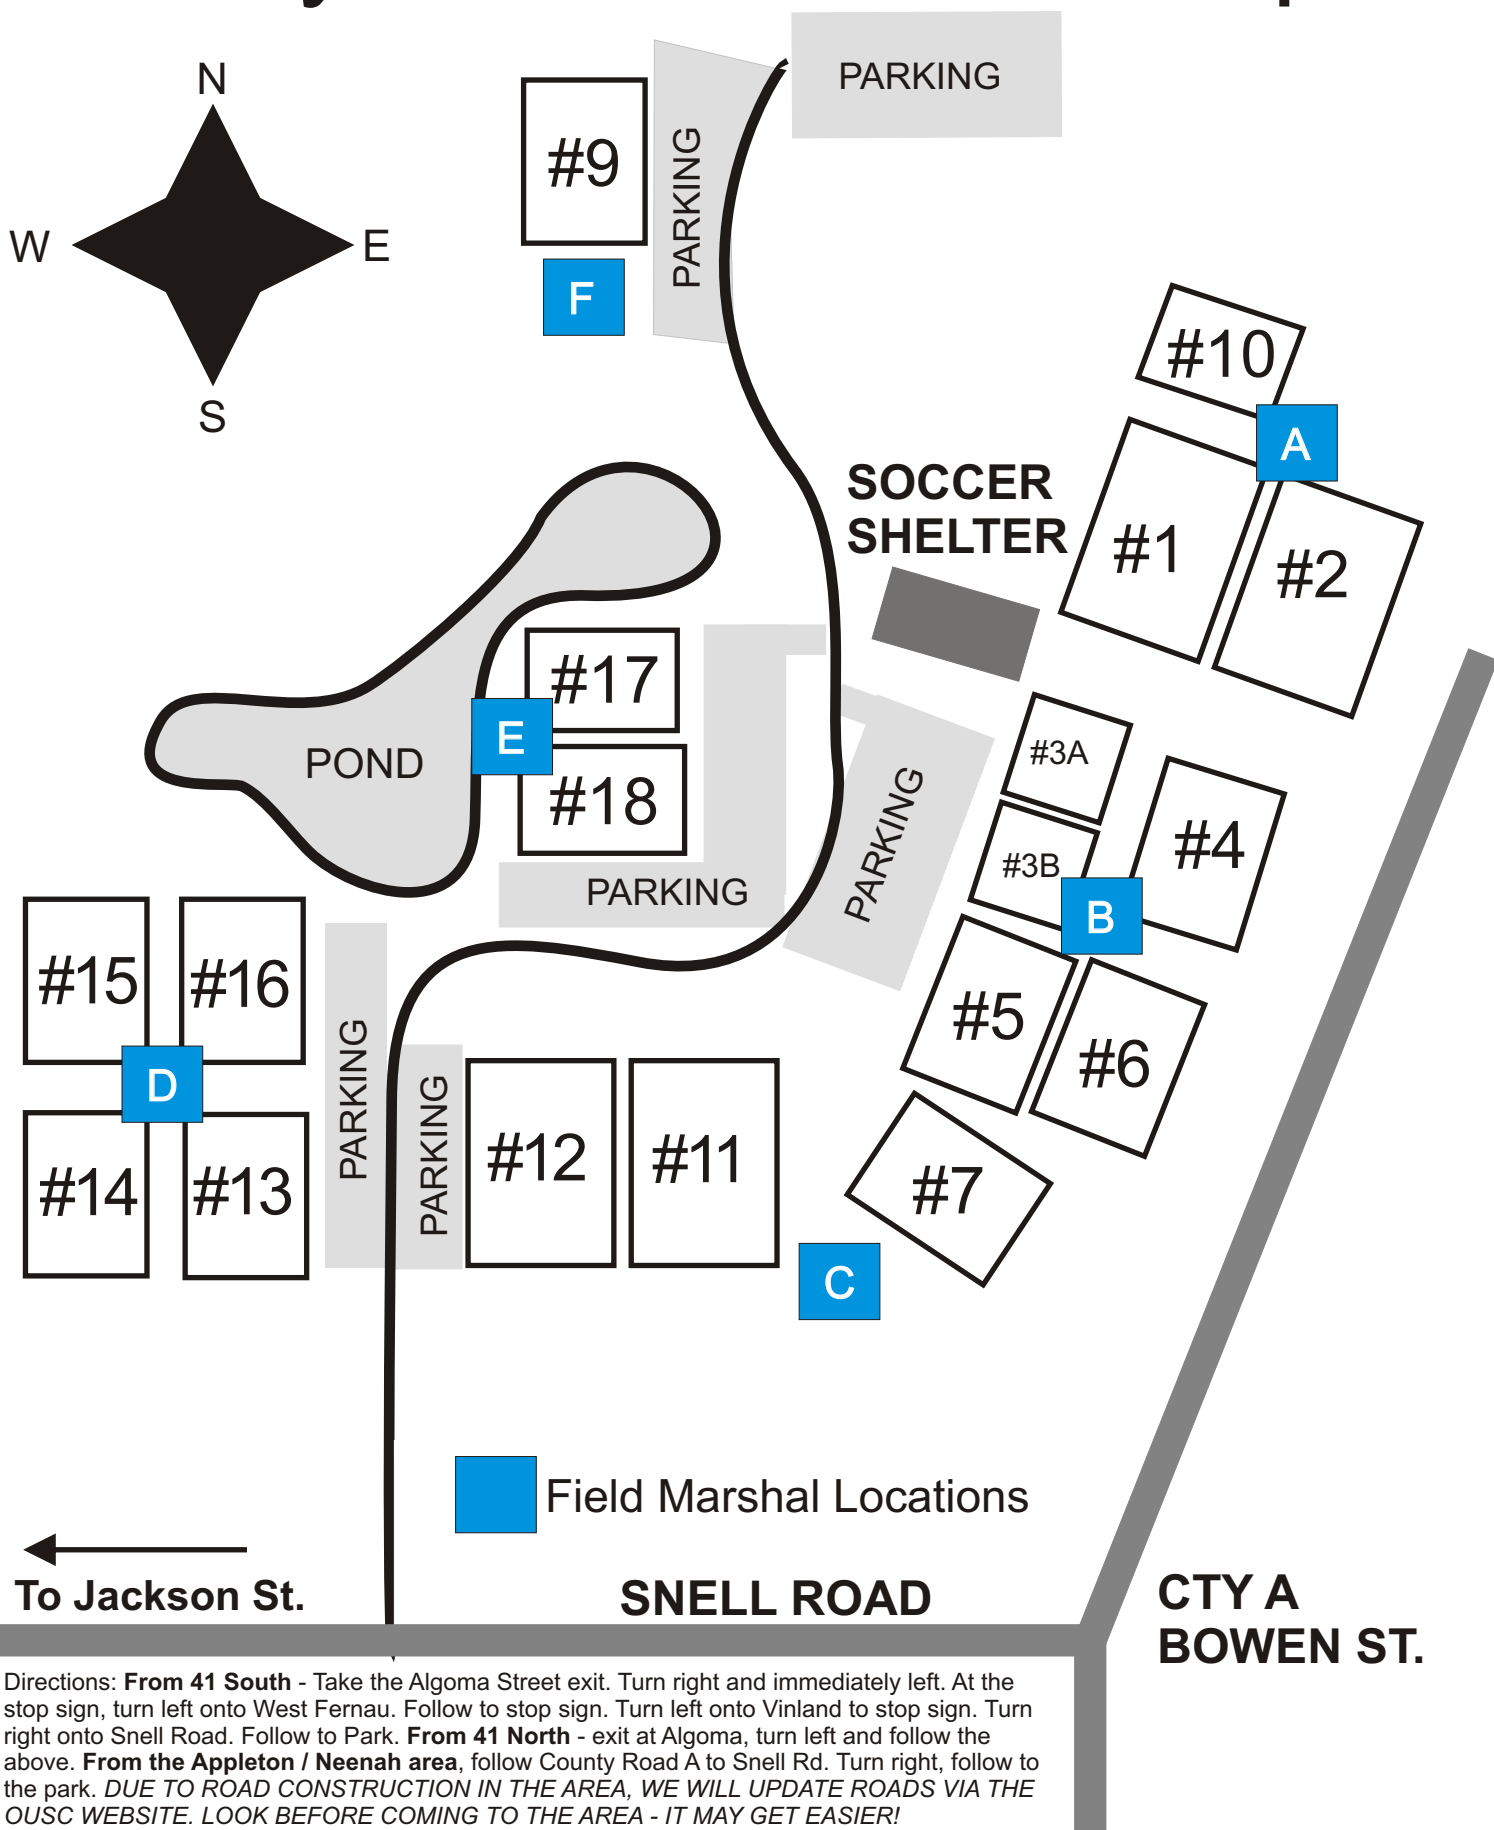 PARKING
N
#9
PARKING
W
E
F
#10
S
A
SOCCER
SHELTER
#1
#2
#17
E
#3A
POND
#18
PARKING
#4
#3B
PARKING
B
#15
#16
#5
PARKING
#6
D
PARKING
#12
#11
#14
#13
#7
C
Field Marshal Locations
To Jackson St.
SNELL ROAD
CTY A
BOWEN ST.
Directions: From 41 South - Take the Algoma Street exit. Turn right and immediately left. At the
stop sign, turn left onto West Fernau. Follow to stop sign. Turn left onto Vinland to stop sign. Turn
right onto Snell Road. Follow to Park. From 41 North - exit at Algoma, turn left and follow the
above. From the Appleton / Neenah area, follow County Road A to Snell Rd. Turn right, follow to
the park. DUE TO ROAD CONSTRUCTION IN THE AREA, WE WILL UPDATE ROADS VIA THE
OUSC WEBSITE. LOOK BEFORE COMING TO THE AREA - IT MAY GET EASIER!